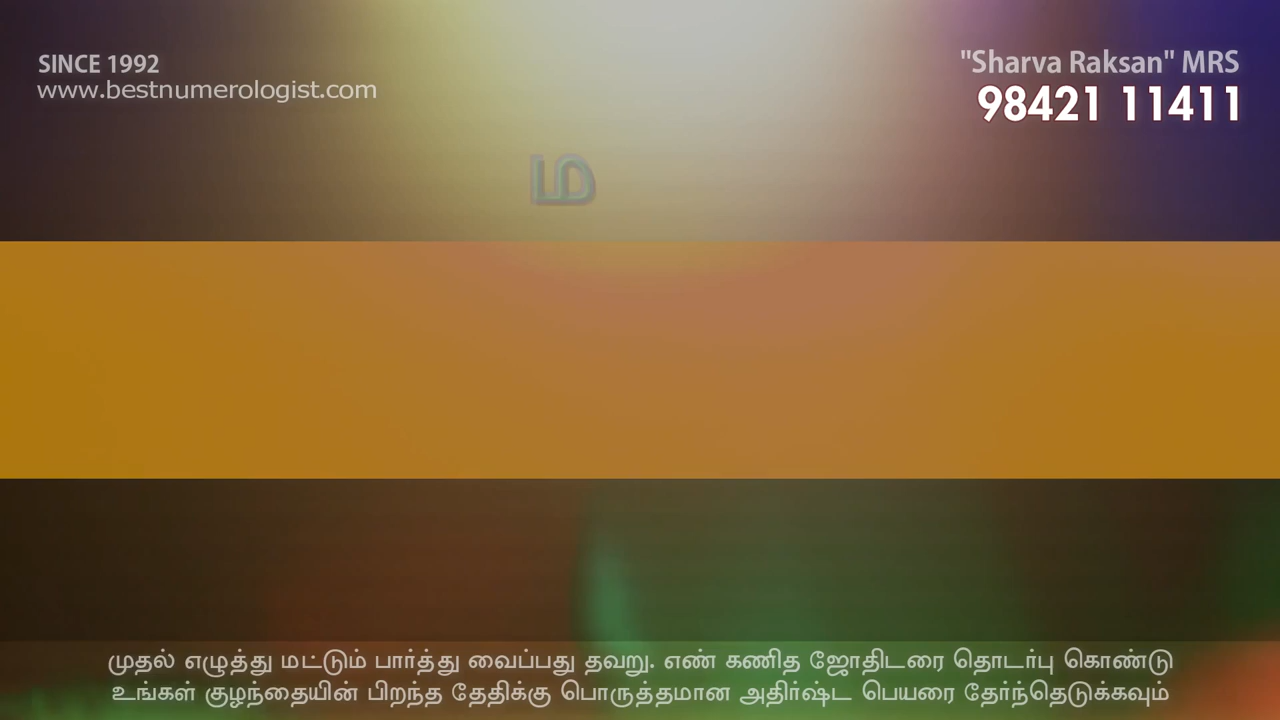 SINCE 1992
www.bestnumerologist.com
"Sharva Raksan" MRS
98421 11411
ம
முதல் எழுத்து மட்டும் பார்த்து வைப்பது தவறு. எண் கணித ஜோதிடரை தொடர்பு கொண்டு
உங்கள் குழந்தையின் பிறந்த தேதிக்கு பொருத்தமான அதிர்ஷ்ட பெயரை தேர்ந்தெடுக்கவும்